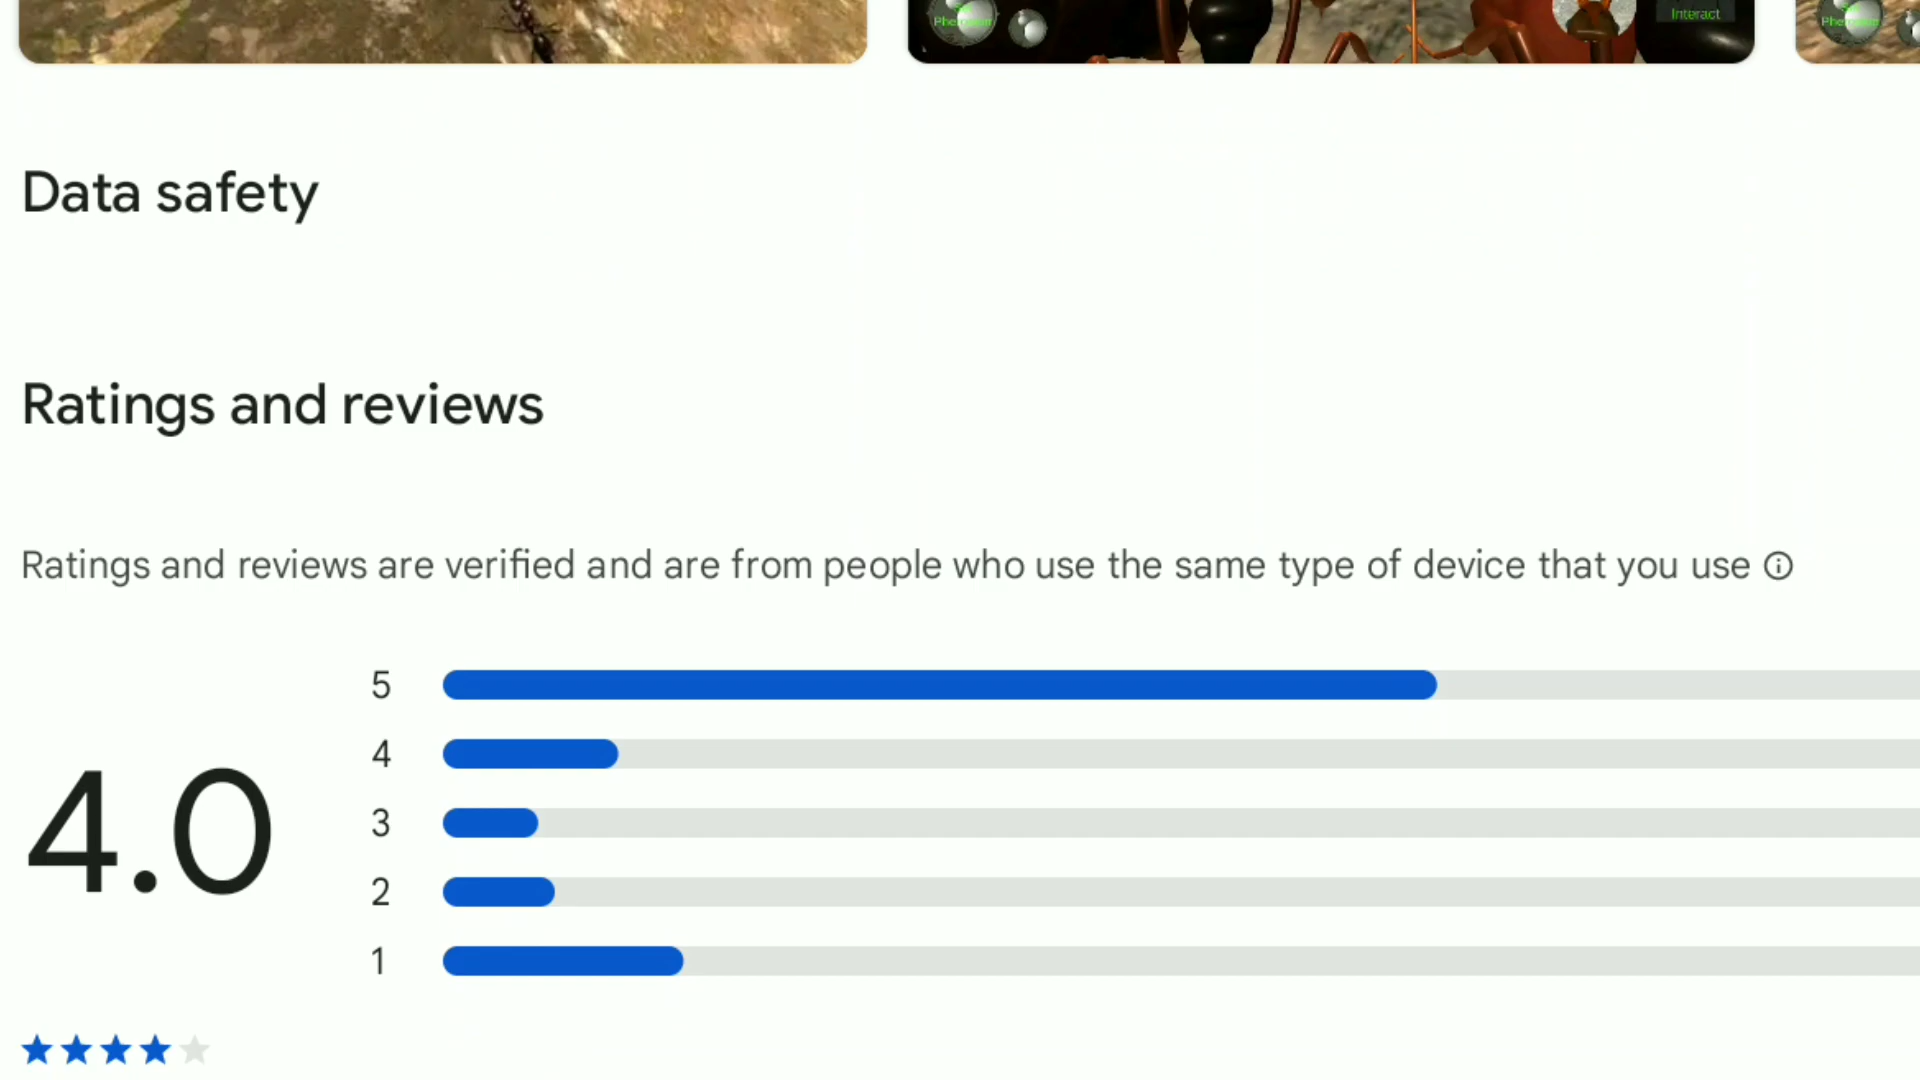 Interact
Data safety
Ratings and reviews
Ratings and reviews are verified and are from people who use the same type of device that you use
5
4
3
2
1
4.0